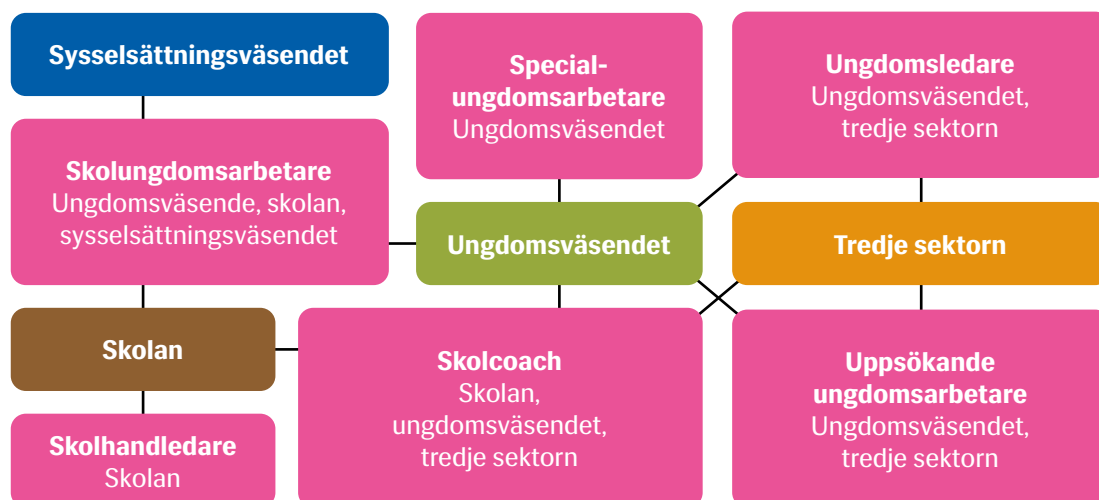 Sysselsättningsväsendet
Special-
ungdomsarbetare
Ungdomsväsendet
Ungdomsledare
Ungdomsväsendet,
tredje sektorn
Skolungdomsarbetare
Ungdomsväsende, skolan,
sysselsättningsväsendet
Ungdomsväsendet
Tredje sektorn
Skolan
Skolcoach
Skolan,
ungdomsväsendet,
tredje sektorn
Uppsökande
ungdomsarbetare
Ungdomsväsendet,
tredje sektorn
Skolhandledare
Skolan